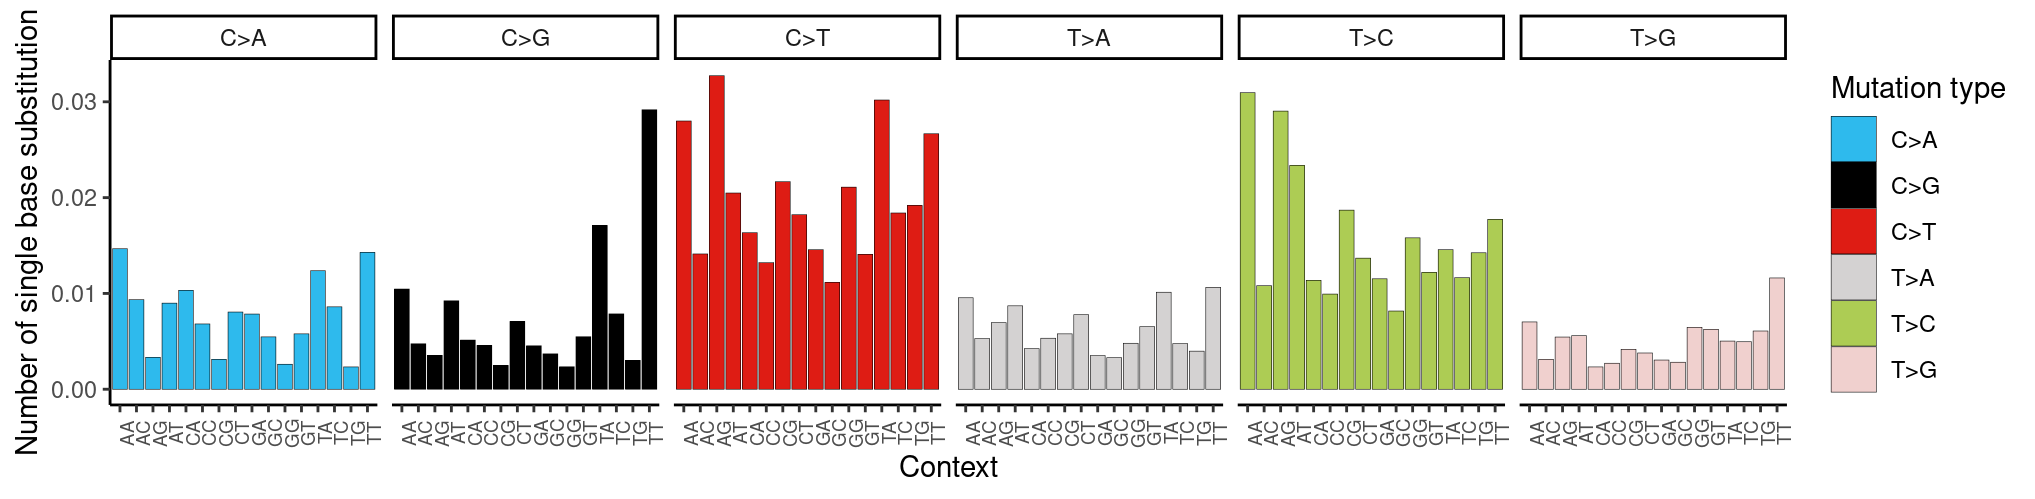 C>A C>G C>T T>A T>C T>G
Number of single base substitution
0.03
0.02
0.01
0.00
AA AC AG AT CA CC CG CT GA GC GG GT TA TC TG TT
AA AC AG AT CA CC CG CT GA GC GG GT TA TC TG TT
AA AC AG AT CA CC CG CT GA GC GG GT TA TC TG TT
AA AC AG AT CA CC CG CT GA GC GG GT TA TC TG TT
AA AC AG AT CA CC CG CT GA GC GG GT TA TC TG TT
AA AC AG AT CA CC CG CT GA GC GG GT TA TC TG TT
Context
Mutation type
C>A
C>G
C>T
T>A
T>C
T>G